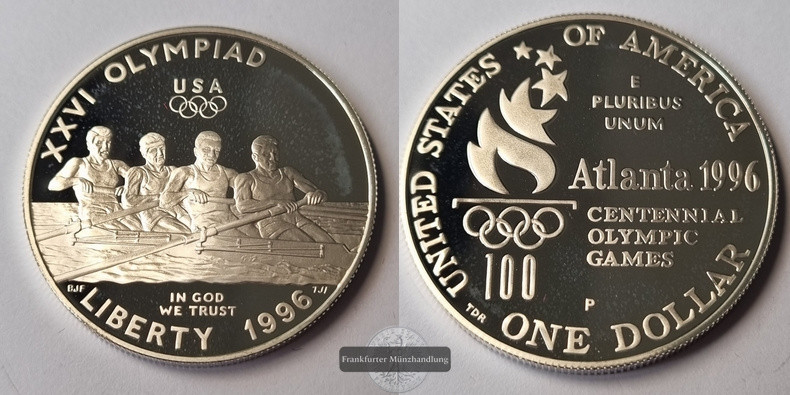 XXVI OLYMPIAD
USA
BJF
TJF
IN GOD
WE TRUST
LIBERTY 1996
UNITED STATES OF AMERICA
E
PLURIBUS
UNUM
Atlanta 1996
CENTENNIAL
OLYMPIC
GAMES
100
P
TDR
ONE DOLLAR
Frankfurter Münzhandlung